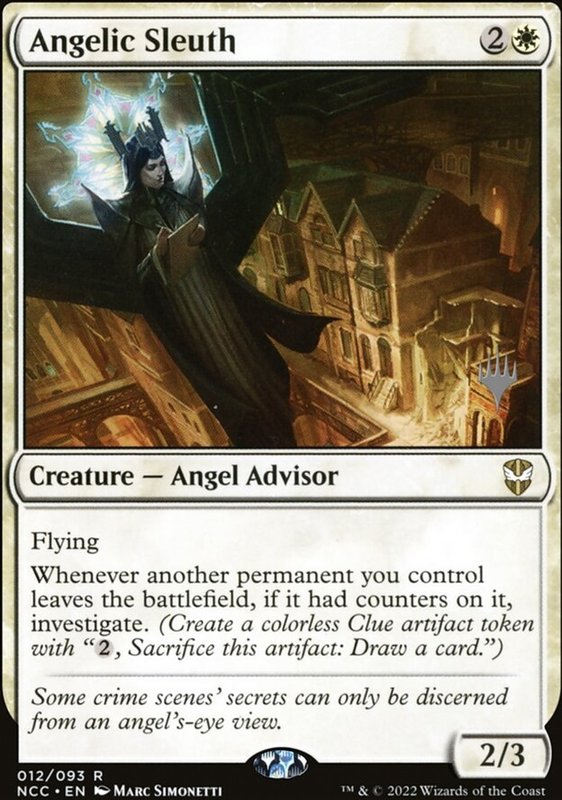 Angelic Sleuth 2
Creature — Angel Advisor
Flying
Whenever another permanent you control
leaves the battlefield, if it had counters on it,
investigate. (Create a colorless Clue artifact token
with “2, Sacrifice this artifact: Draw a card.”)
Some crime scenes’ secrets can only be discerned
from an angel’s-eye view.
2/3
012/093 R
NCC • EN Marc Simonetti
™ & © 2022 Wizards of the Coast